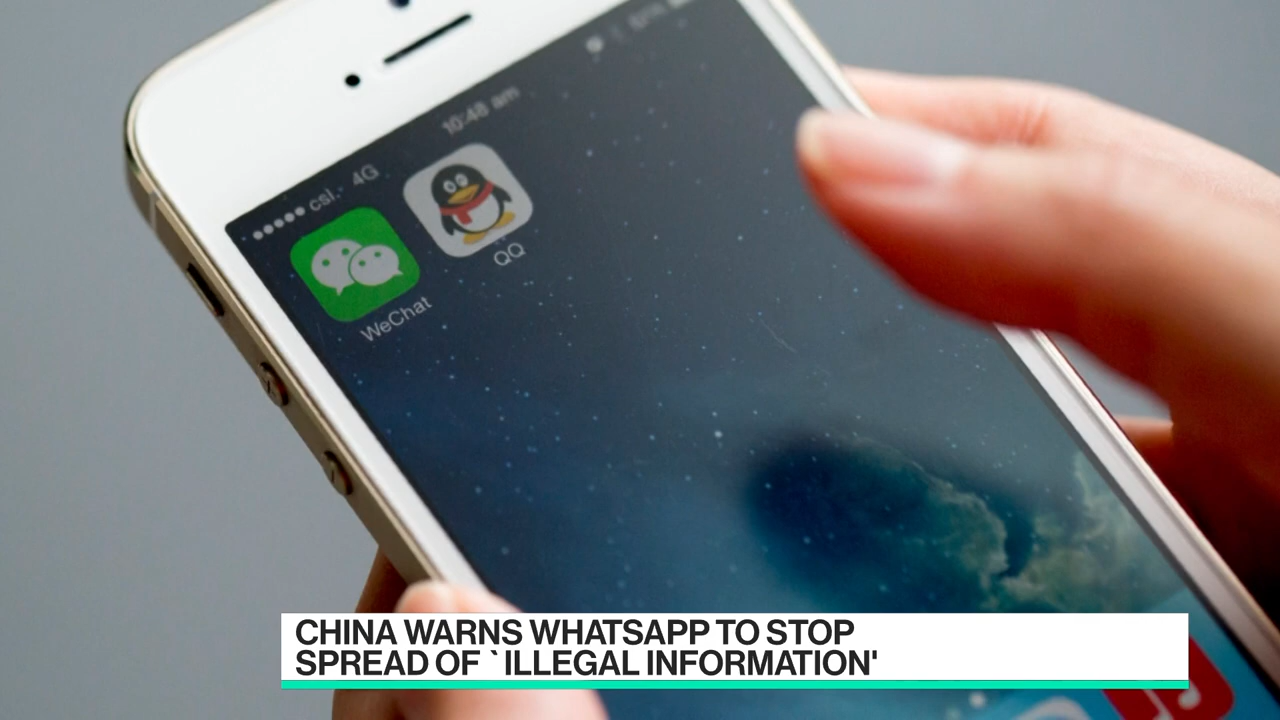 10:48 am
csl. 4G
WeChat
QQ
CHINA WARNS WHATSAPP TO STOP
SPREAD OF `ILLEGAL INFORMATION'